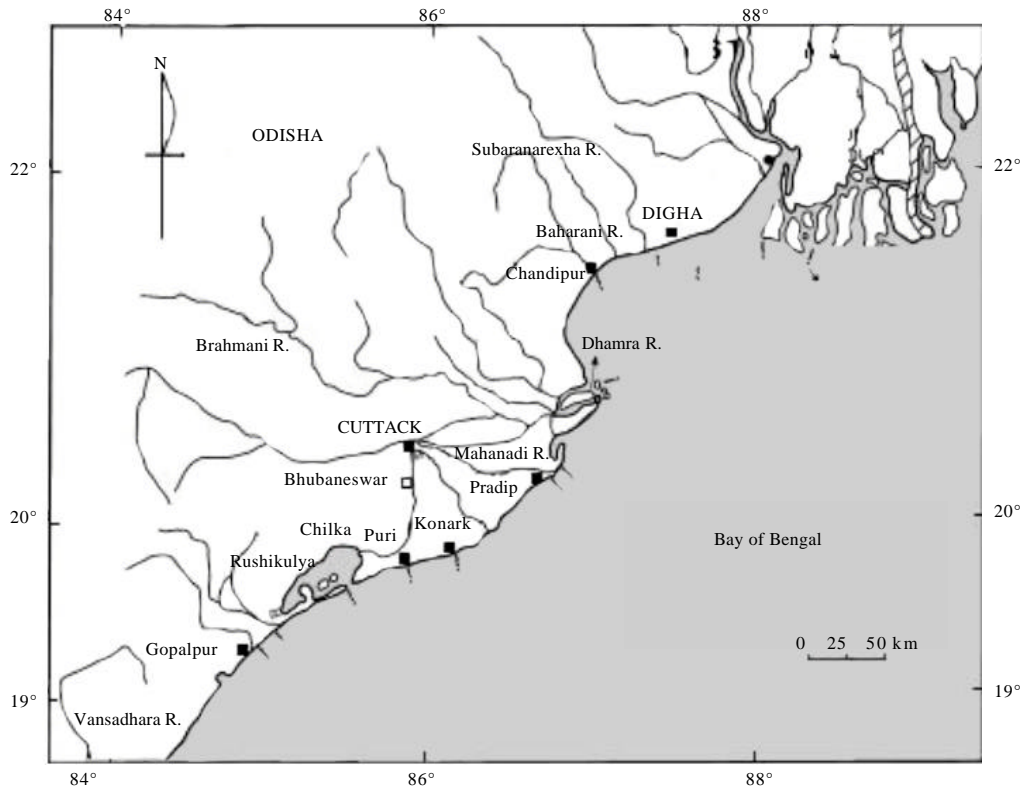 84°
86°
88°
N
ODISHA
Subaranarexha R.
22°
22°
DIGHA
Baharani R.
Chandipur
Dhamra R.
Brahmani R.
CUTTACK
Mahanadi R.
Bhubaneswar
Pradip
20°
20°
Konark
Chilka
Puri
Bay of Bengal
Rushikulya
0 25 50 km
Gopalpur
19°
19°
Vansadhara R.
84°
86°
88°